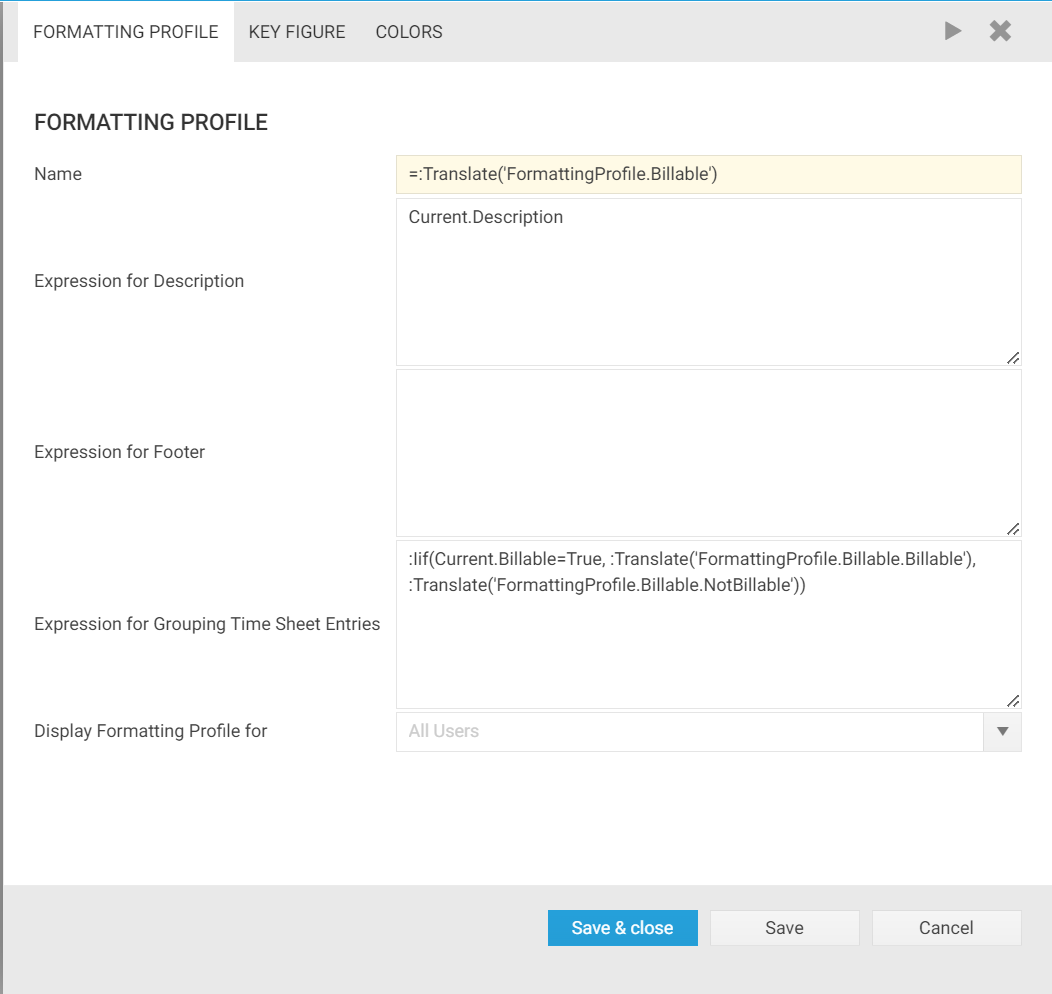 FORMATTING PROFILE KEY FIGURE COLORS
FORMATTING PROFILE
Name =:Translate('FormattingProfile.Billable')
Expression for Description Current.Description
Expression for Footer
Expression for Grouping Time Sheet Entries :Iif(Current.Billable=True, :Translate('FormattingProfile.Billable.Billable'),
:Translate('FormattingProfile.Billable.NotBillable'))
Display Formatting Profile for All Users
Save & close Save Cancel